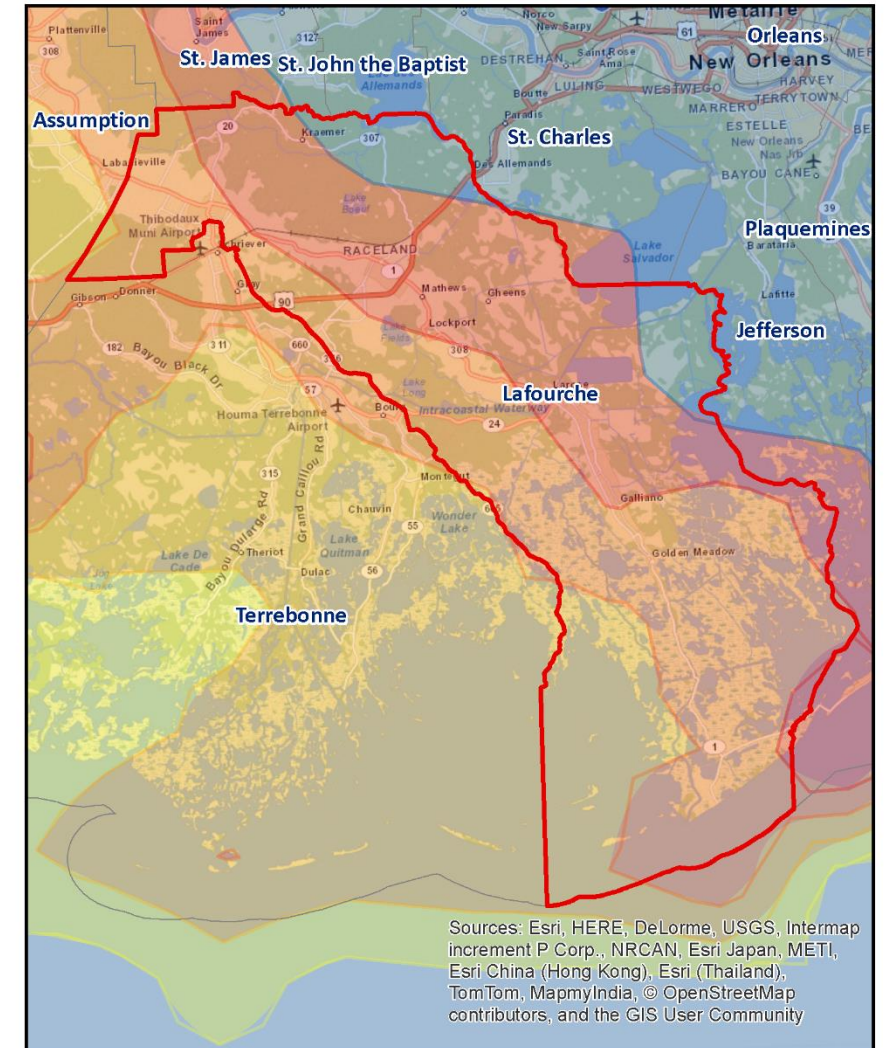 Plattenville
308
Saint
James
3127
Norco
New Sarpy
61
Metairie
St. James
St. John the Baptist
DESTREHAN
Saint Rose
Ama
Orleans
New Orleans
Allemands
Boutte
LULING
WESTWEGO
HARVEY
MARRERO
TERRYTOWN
Paradis
ESTELLE
Assumption
20
Kraemer
307
St. Charles
New Orleans
Nas Jrb
BAYOU CANE
Des Allemands
39
Thibodaux
Muni Airport
Lake
Boeuf
Schriever
RACELAND
1
Lake
Salvador
Plaquemines
Barataria
Gibson
Donner
Gray
90
Mathews
Gheens
Lafitte
Lockport
Jefferson
182
Bayou Black Dr
311
660
Lake
Fields
308
316
57
Lake
Long
Larose
Lafourche
Houma Terrebonne
Airport
Bourg
Intracoastal Waterway
24
315
Grand Caillou Rd
Montegut
Galliano
Bayou Dularge Rd
Chauvin
55
Wonder
Lake
665
Golden Meadow
Lake De
Cade
Theriot
Lake
Quitman
Dulac
56
Terrebonne
1
Sources: Esri, HERE, DeLorme, USGS, Intermap
increment P Corp., NRCAN, Esri Japan, METI,
Esri China (Hong Kong), Esri (Thailand),
TomTom, MapmyIndia, © OpenStreetMap
contributors, and the GIS User Community